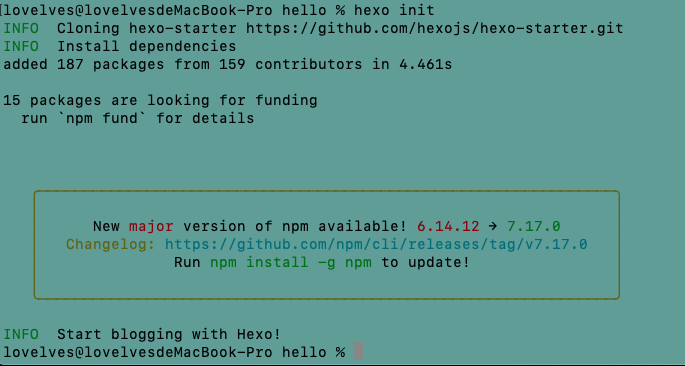 [lovelves@lovelvesdeMacBook-Pro hello % hexo init
INFO  Cloning hexo-starter https://github.com/hexojs/hexo-starter.git
INFO  Install dependencies
added 187 packages from 159 contributors in 4.461s
15 packages are looking for funding
  run `npm fund` for details
New major version of npm available! 6.14.12 → 7.17.0
Changelog: https://github.com/npm/cli/releases/tag/v7.17.0
Run npm install -g npm to update!
INFO  Start blogging with Hexo!
lovelves@lovelvesdeMacBook-Pro hello %